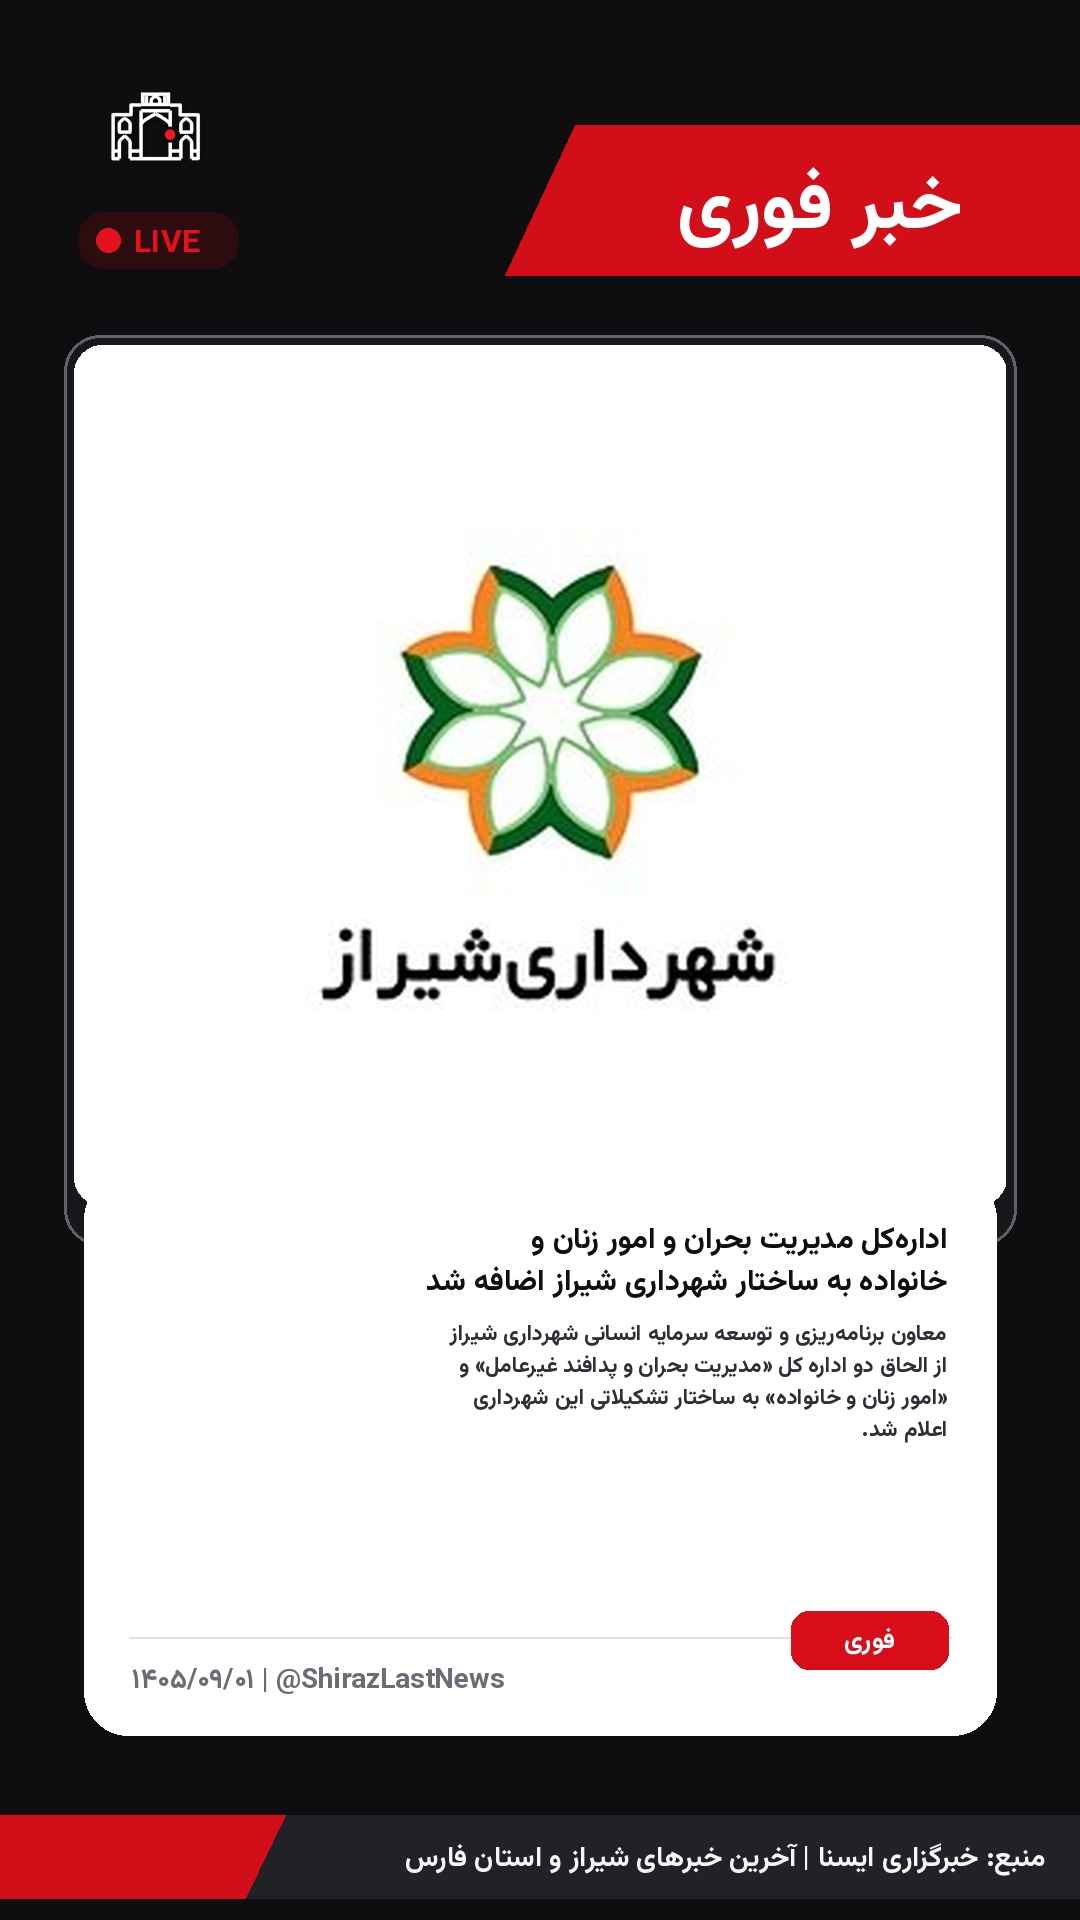 LIVE
خبر فوری
شهرداری‌شیراز
اداره‌کل مدیریت بحران و امور زنان و
خانواده به ساختار شهرداری شیراز اضافه شد
معاون برنامه‌ریزی و توسعه سرمایه انسانی شهرداری شیراز
از الحاق دو اداره کل «مدیریت بحران و پدافند غیرعامل» و
«امور زنان و خانواده» به ساختار تشکیلاتی این شهرداری
اعلام شد.
فوری
۱۴۰۵/۰۹/۰۱ | @ShirazLastNews
منبع: خبرگزاری ایسنا | آخرین خبرهای شیراز و استان فارس